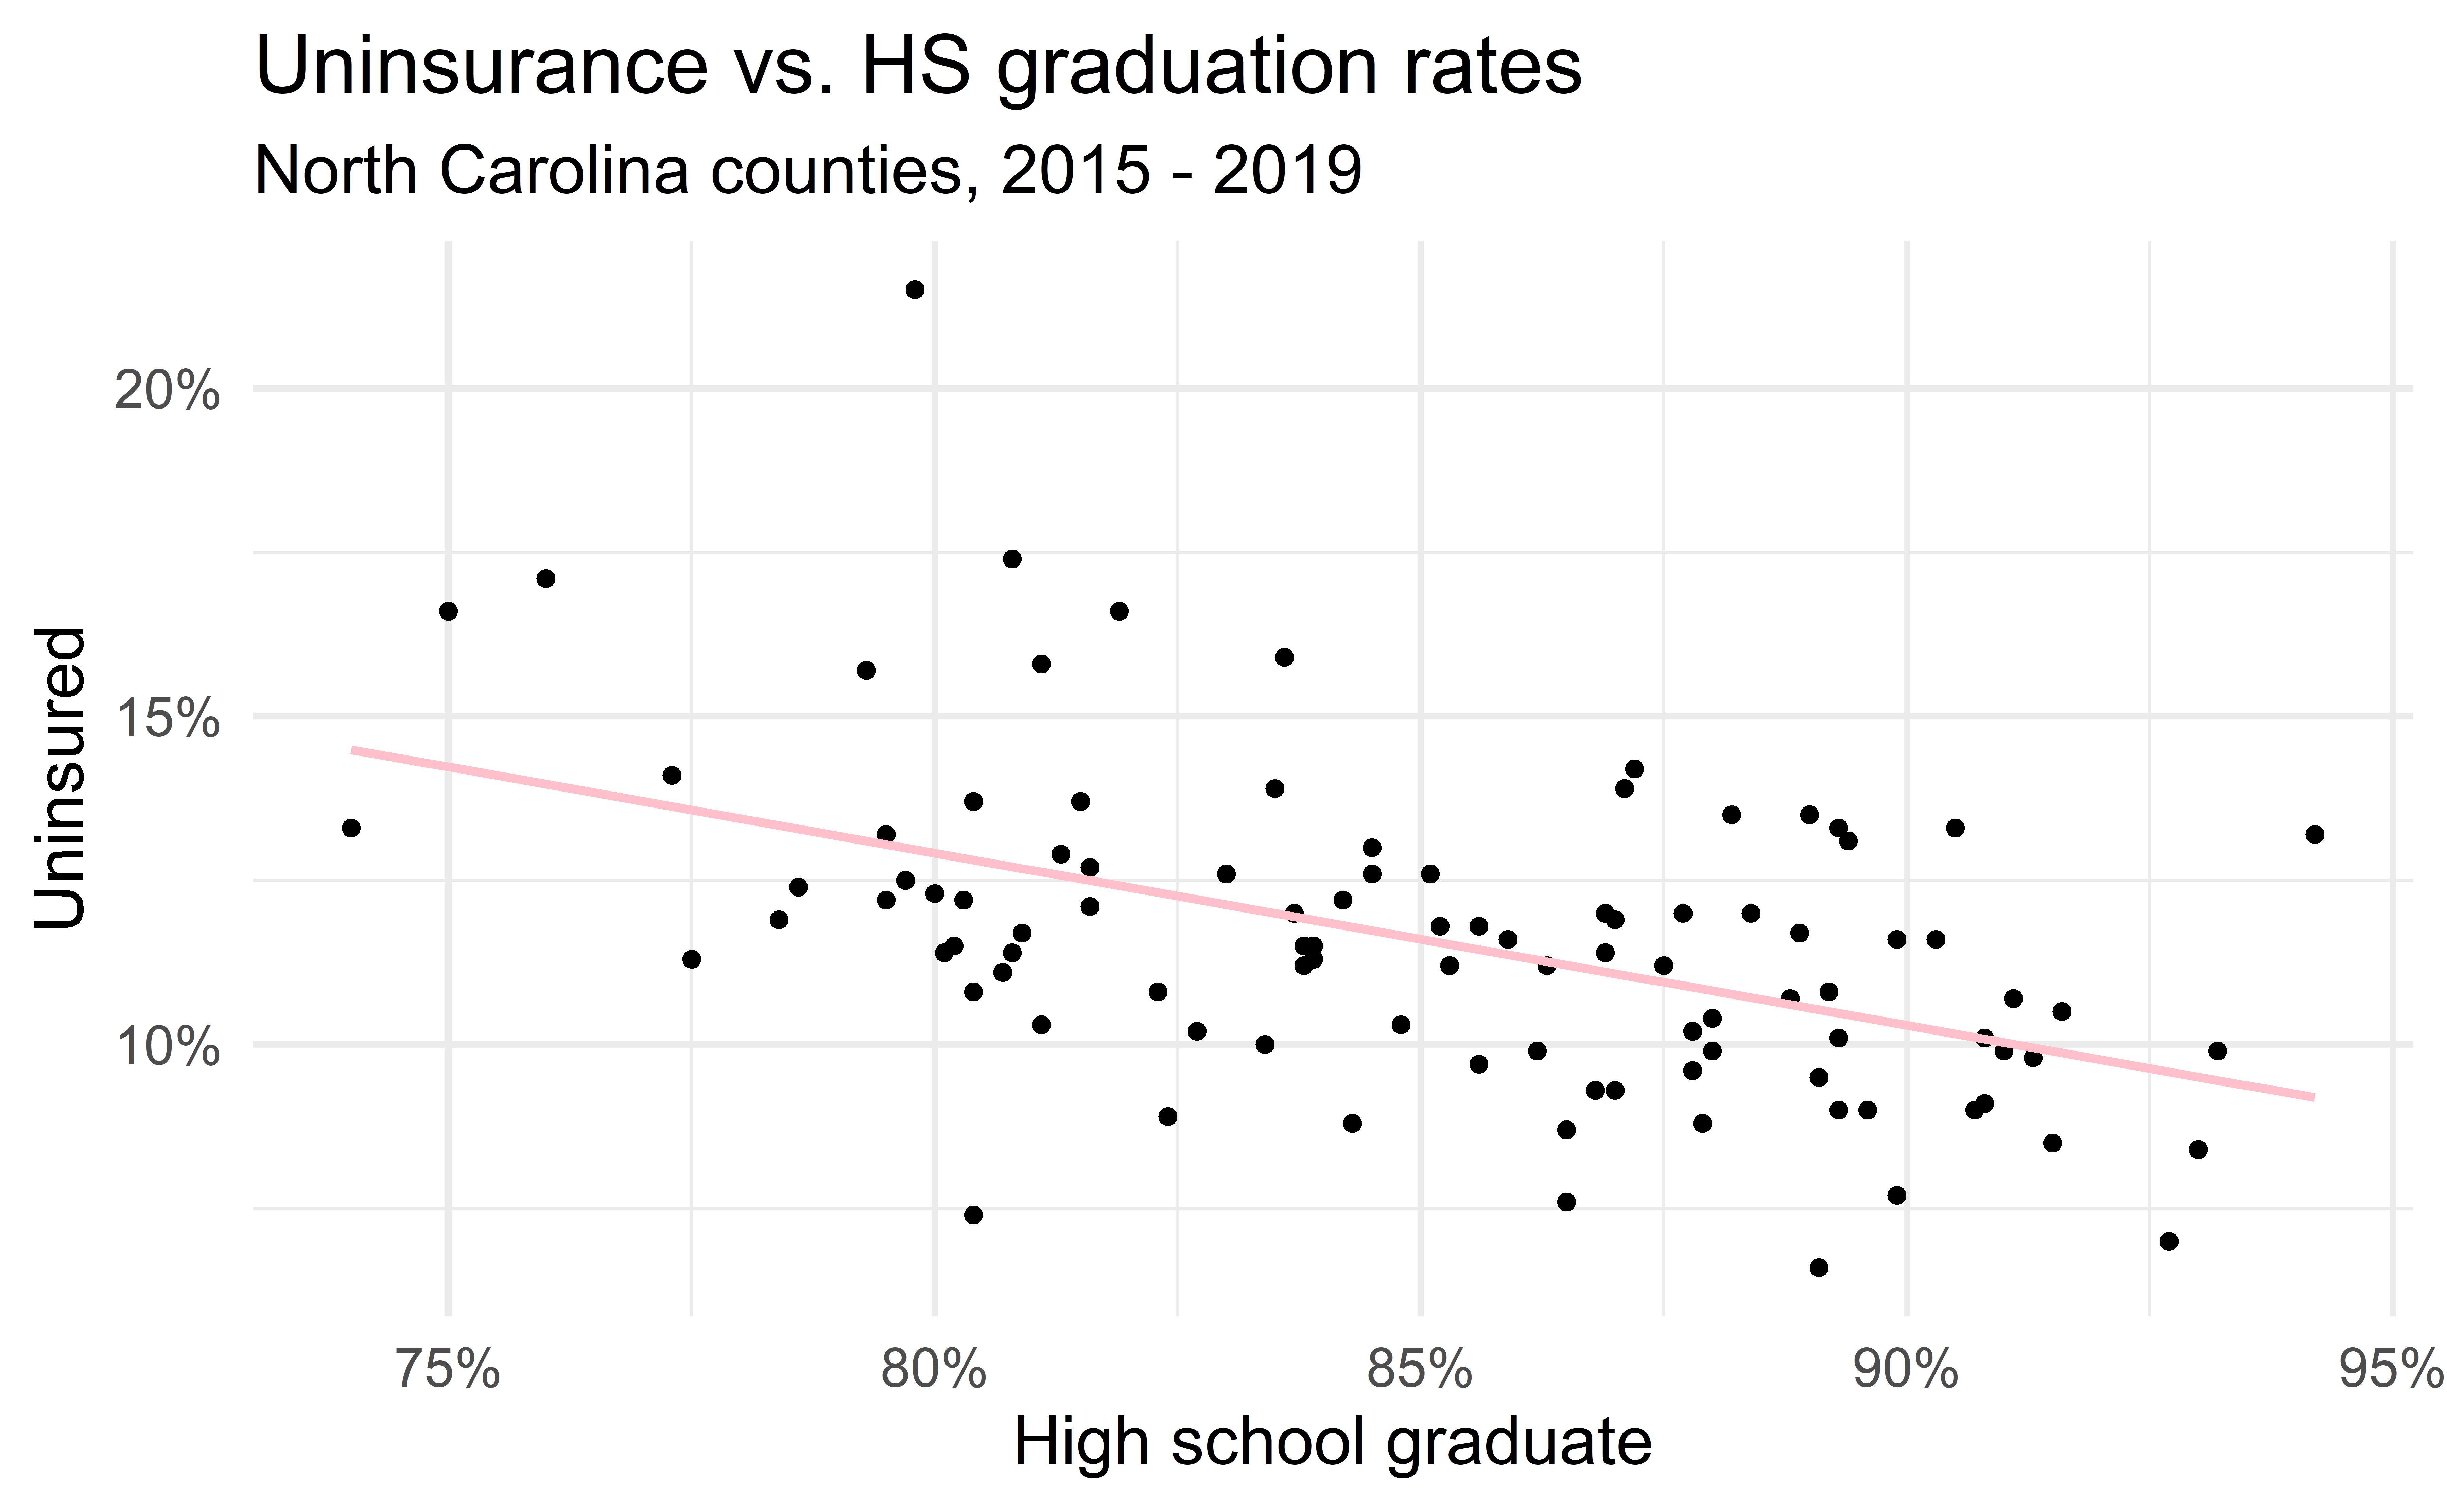 Uninsurance vs. HS graduation rates
North Carolina counties, 2015 - 2019
Uninsured
20%
15%
10%
75% 80% 85% 90% 95%
High school graduate